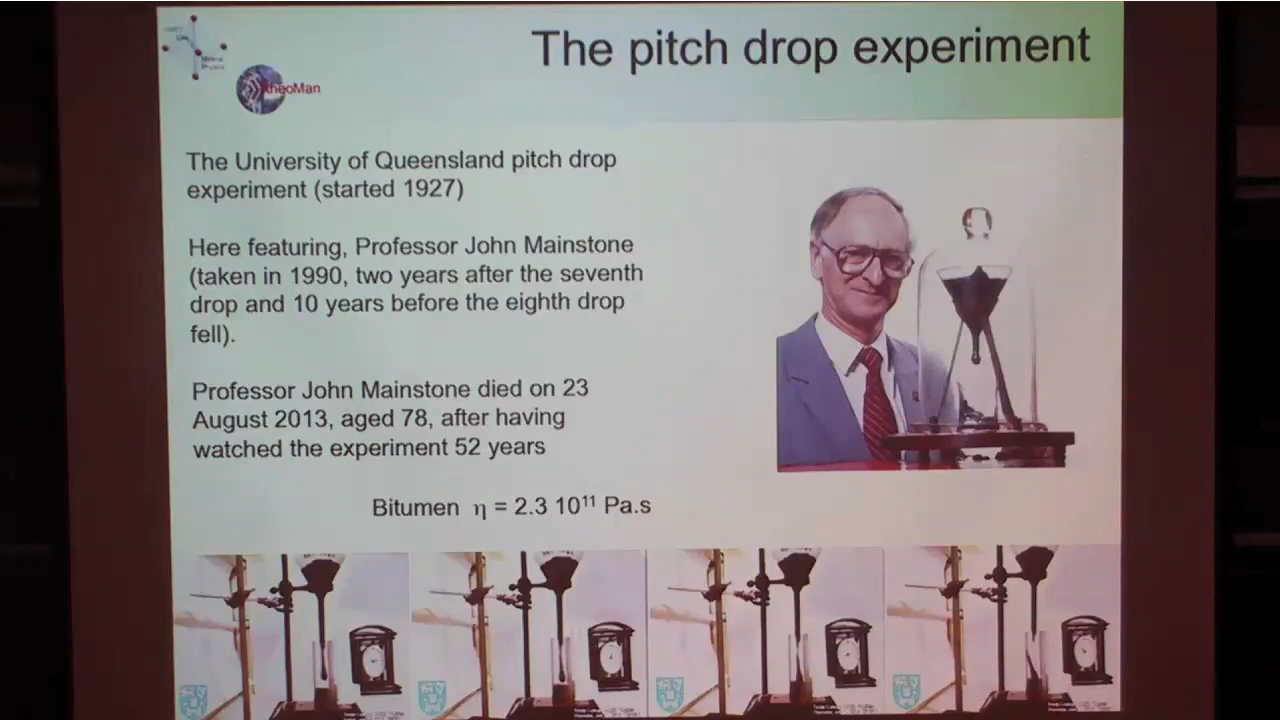 The pitch drop experiment
theoMan
The University of Queensland pitch drop
experiment (started 1927)
Here featuring, Professor John Mainstone
(taken in 1990, two years after the seventh
drop and 10 years before the eighth drop
fell).
Professor John Mainstone died on 23
August 2013, aged 78, after having
watched the experiment 52 years
Bitumen η = 2.3 10¹¹ Pa.s